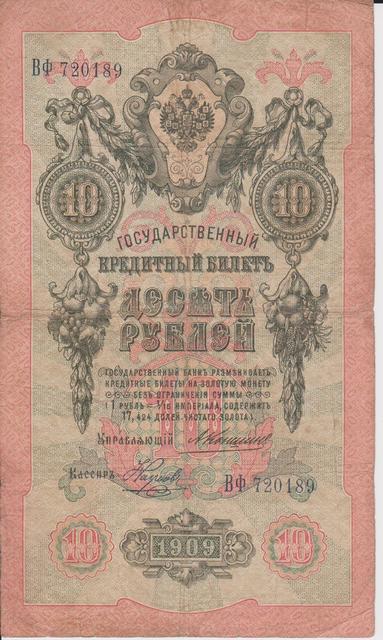 ВФ 720189
10 10
ГОСУДАРСТВЕННЫЙ
КРЕДИТНЫЙ БИЛЕТЪ
ДЕСЯТЬ
РУБЛЕЙ
ГОСУДАРСТВЕННЫЙ БАНКЪ РАЗМѢНИВАЕТЪ
КРЕДИТНЫЕ БИЛЕТЫ НА ЗОЛОТУЮ МОНЕТУ
БЕЗЪ ОГРАНИЧЕНІЯ СУММЫ
(1 РУБЛЬ = 1/15 ИМПЕРІАЛА, СОДЕРЖИТЪ
17,424 ДОЛЕЙ ЧИСТАГО ЗОЛОТА).
Управляющій
Кассиръ
ВФ 720189
10 1909 10